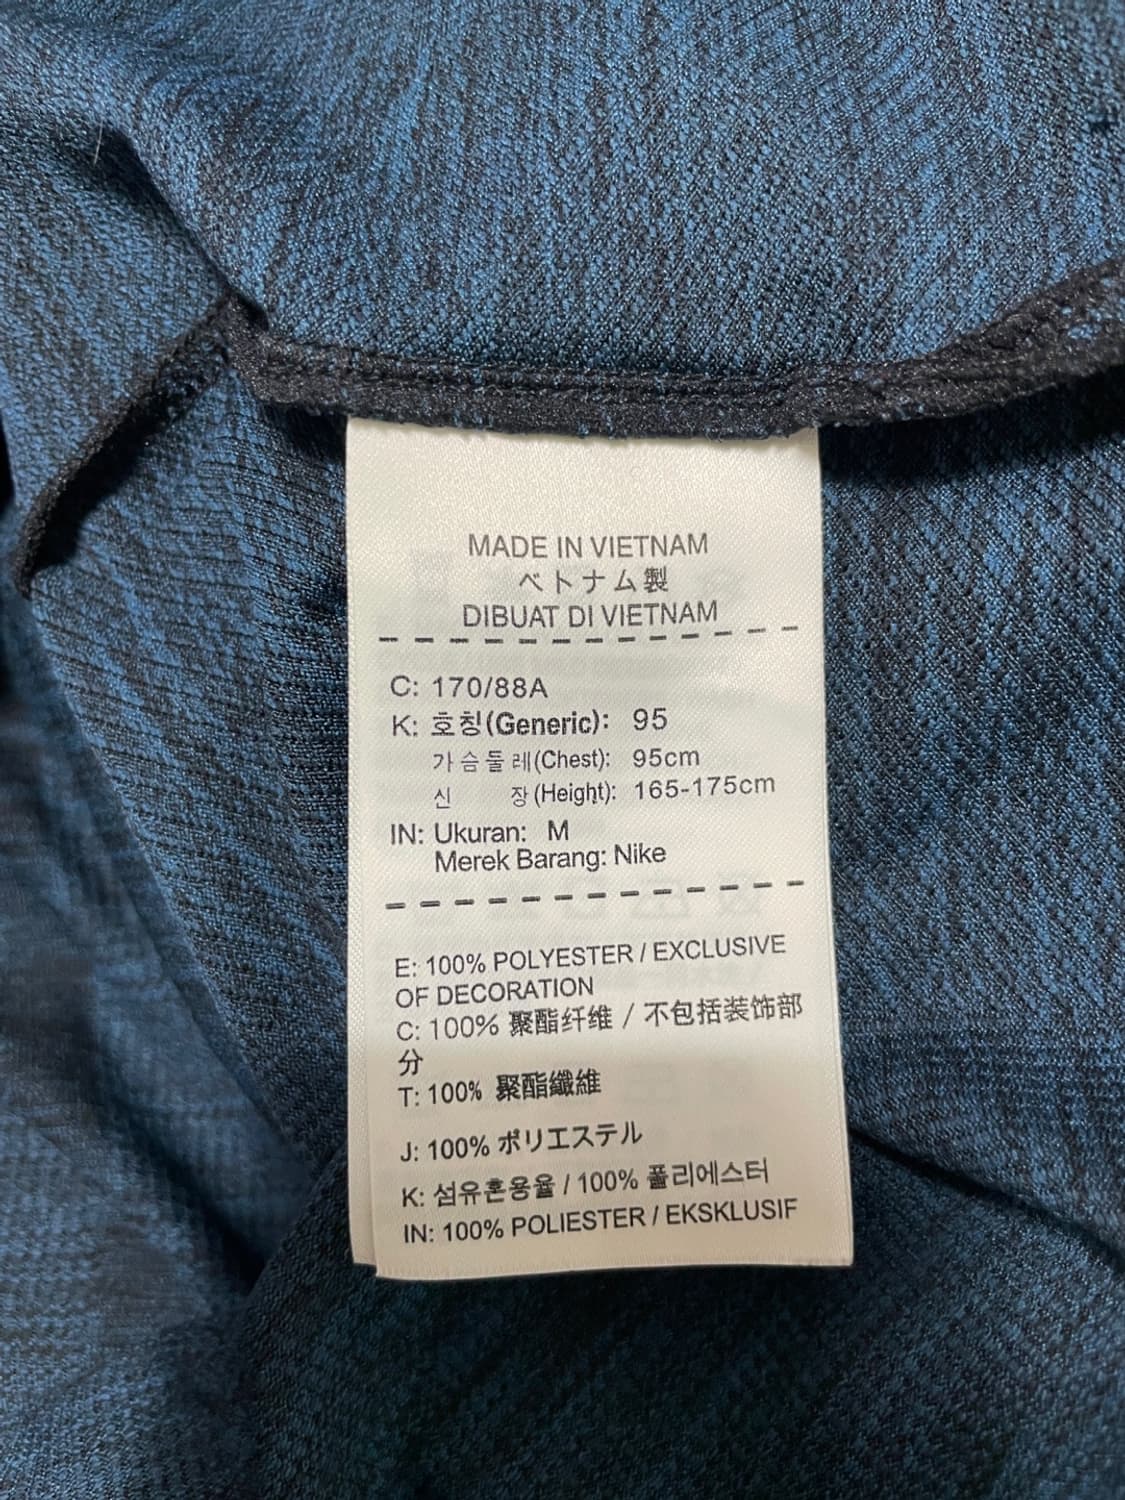 MADE IN VIETNAM
ベトナム製
DIBUAT DI VIETNAM
C: 170/88A
K: 호칭(Generic): 95
가슴둘레(Chest): 95cm
신 장(Height): 165-175cm
IN: Ukuran: M
Merek Barang: Nike
E: 100% POLYESTER / EXCLUSIVE
OF DECORATION
C: 100% 聚酯纤维 / 不包括装饰部
分
T: 100% 聚酯纖維
J: 100% ポリエステル
K: 섬유혼용율 / 100% 폴리에스터
IN: 100% POLIESTER / EKSKLUSIF